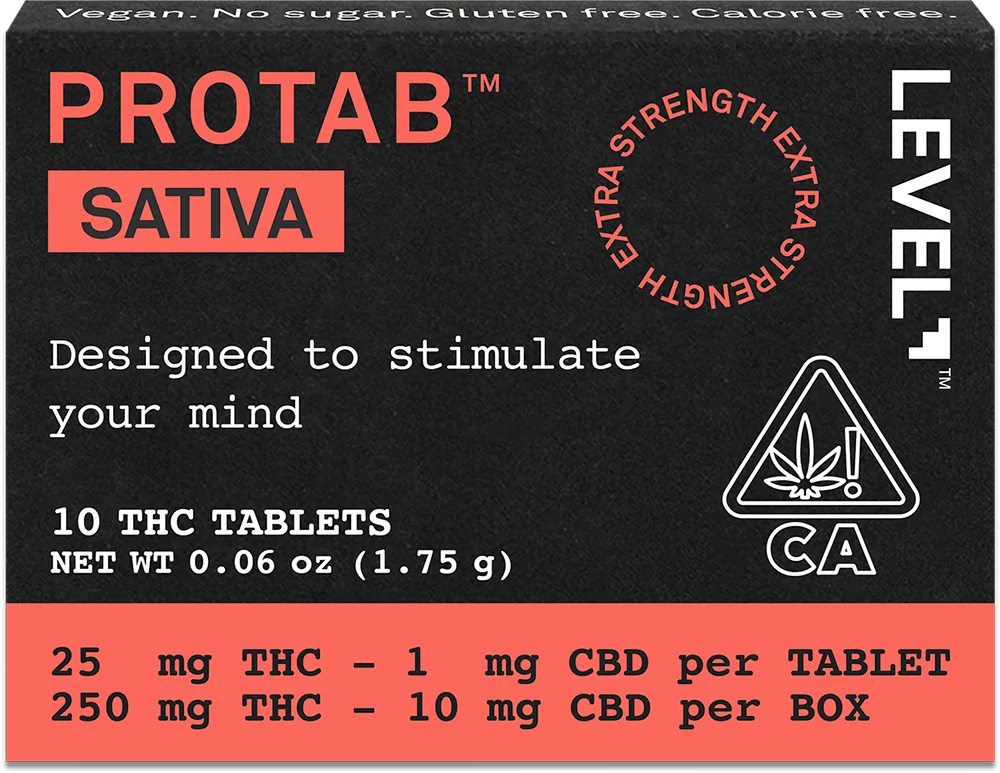 Vegan. No sugar. Gluten free. Calorie free.
PROTAB™
SATIVA
EXTRA STRENGTH EXTRA STRENGTH
LEVEL™
Designed to stimulate
your mind
10 THC TABLETS
NET WT 0.06 oz (1.75 g)
!
CA
25 mg THC – 1 mg CBD per TABLET
250 mg THC – 10 mg CBD per BOX